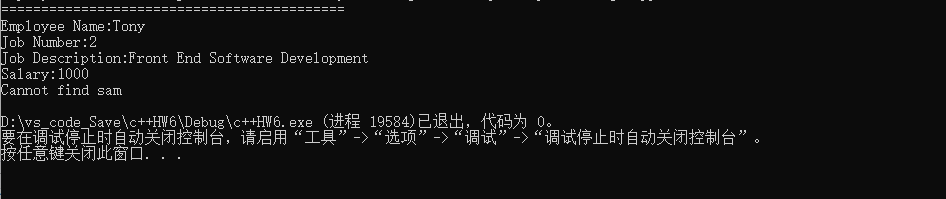 ===========================================
Employee Name:Tony
Job Number:2
Job Description:Front End Software Development
Salary:1000
Cannot find sam
D:\vs_code_Save\c++HW6\Debug\c++HW6.exe (进程 19584)已退出，代码为 0。
要在调试停止时自动关闭控制台，请启用“工具”->“选项”->“调试”->“调试停止时自动关闭控制台”。
按任意键关闭此窗口. . .